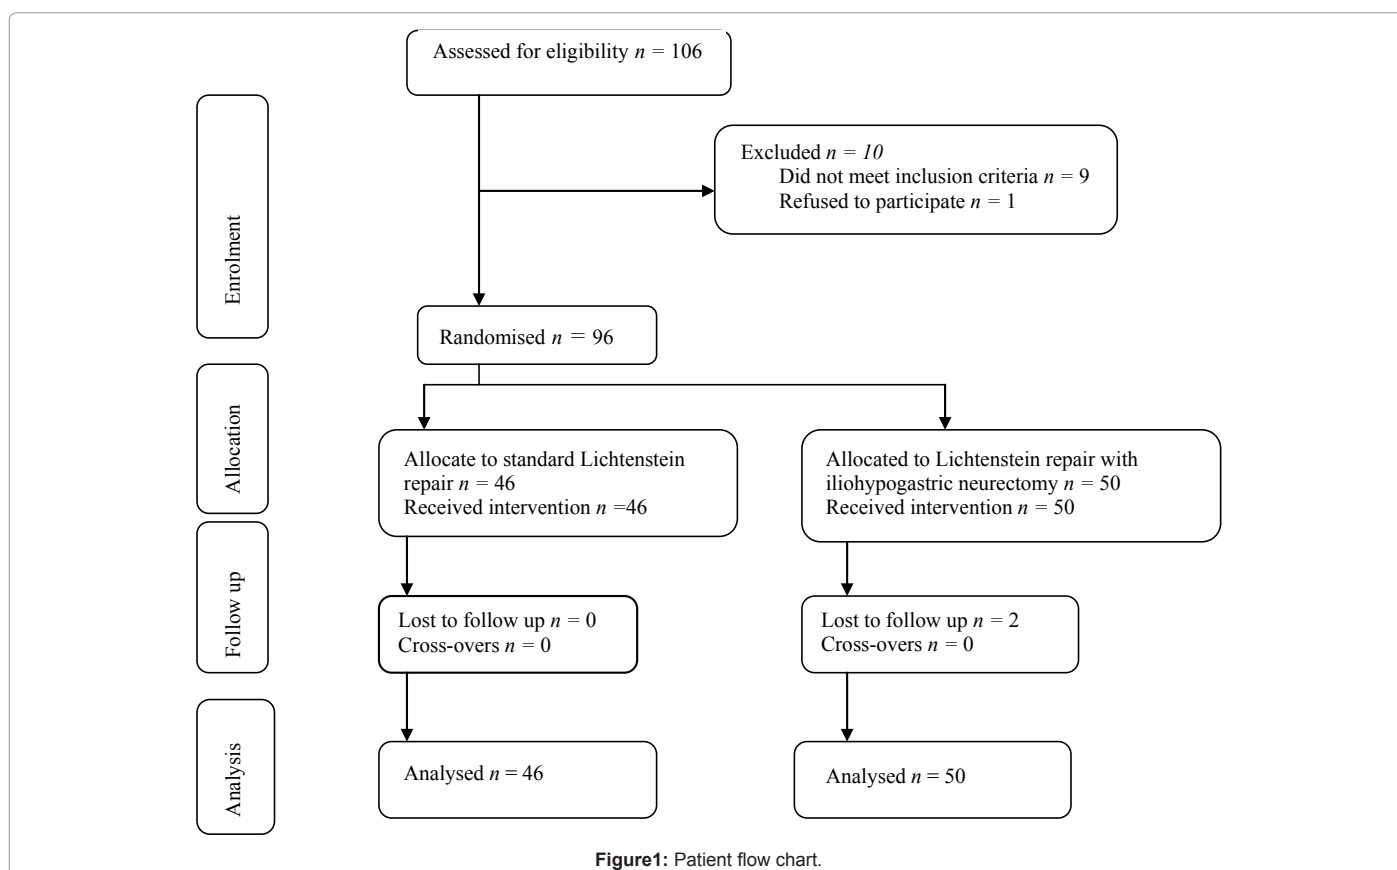 Assessed for eligibility n = 106
Enrolment
Excluded n = 10
Did not meet inclusion criteria n = 9
Refused to participate n = 1
Randomised n = 96
Allocation
Allocate to standard Lichtenstein
repair n = 46
Received intervention n =46
Allocated to Lichtenstein repair with
iliohypogastric neurectomy n = 50
Received intervention n = 50
Follow up
Lost to follow up n = 0
Cross-overs n = 0
Lost to follow up n = 2
Cross-overs n = 0
Analysis
Analysed n = 46
Analysed n = 50
Figure1: Patient flow chart.